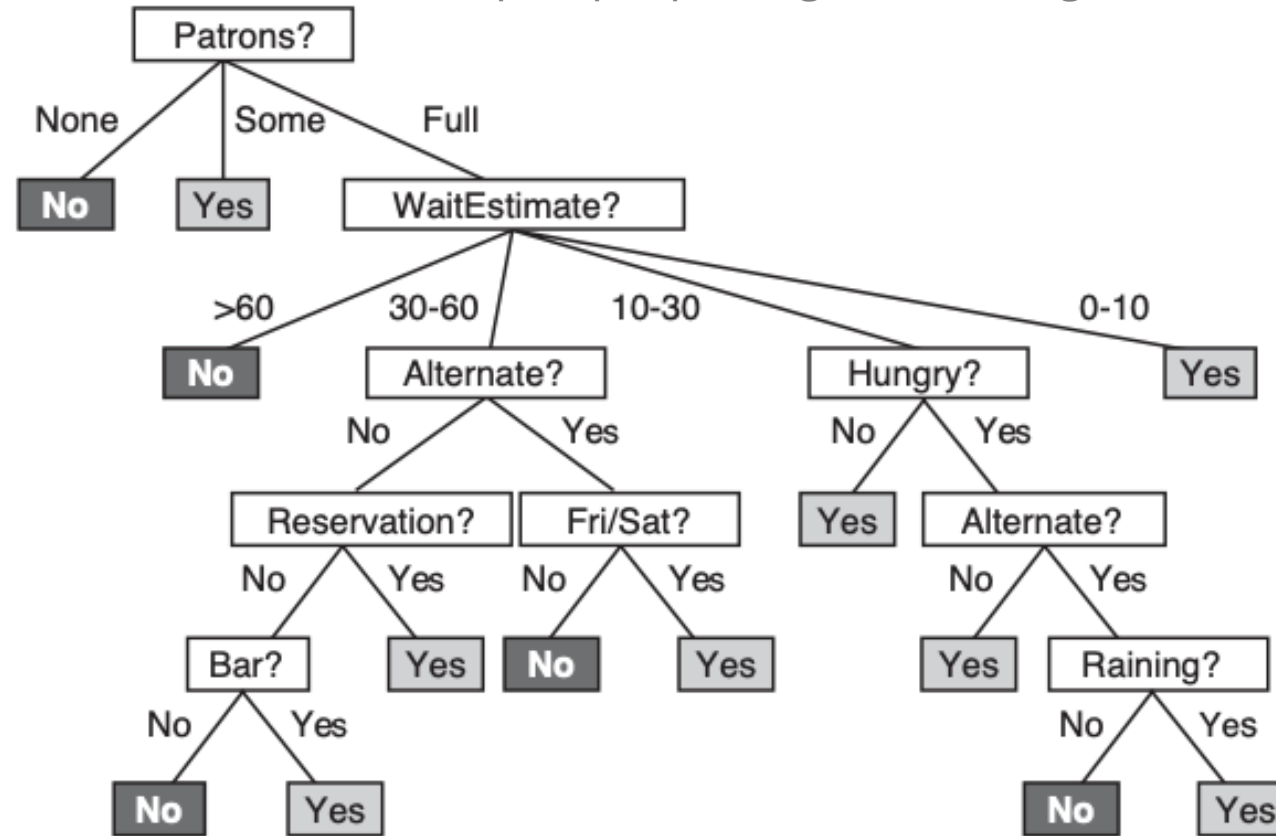 Patrons?
None Some Full
No Yes WaitEstimate?
>60 30-60 10-30 0-10
No Alternate? Hungry? Yes
No Yes No Yes
Reservation? Fri/Sat? Yes Alternate?
No Yes No Yes No Yes
Bar? Yes No Yes Yes Raining?
No Yes No Yes
No Yes No Yes